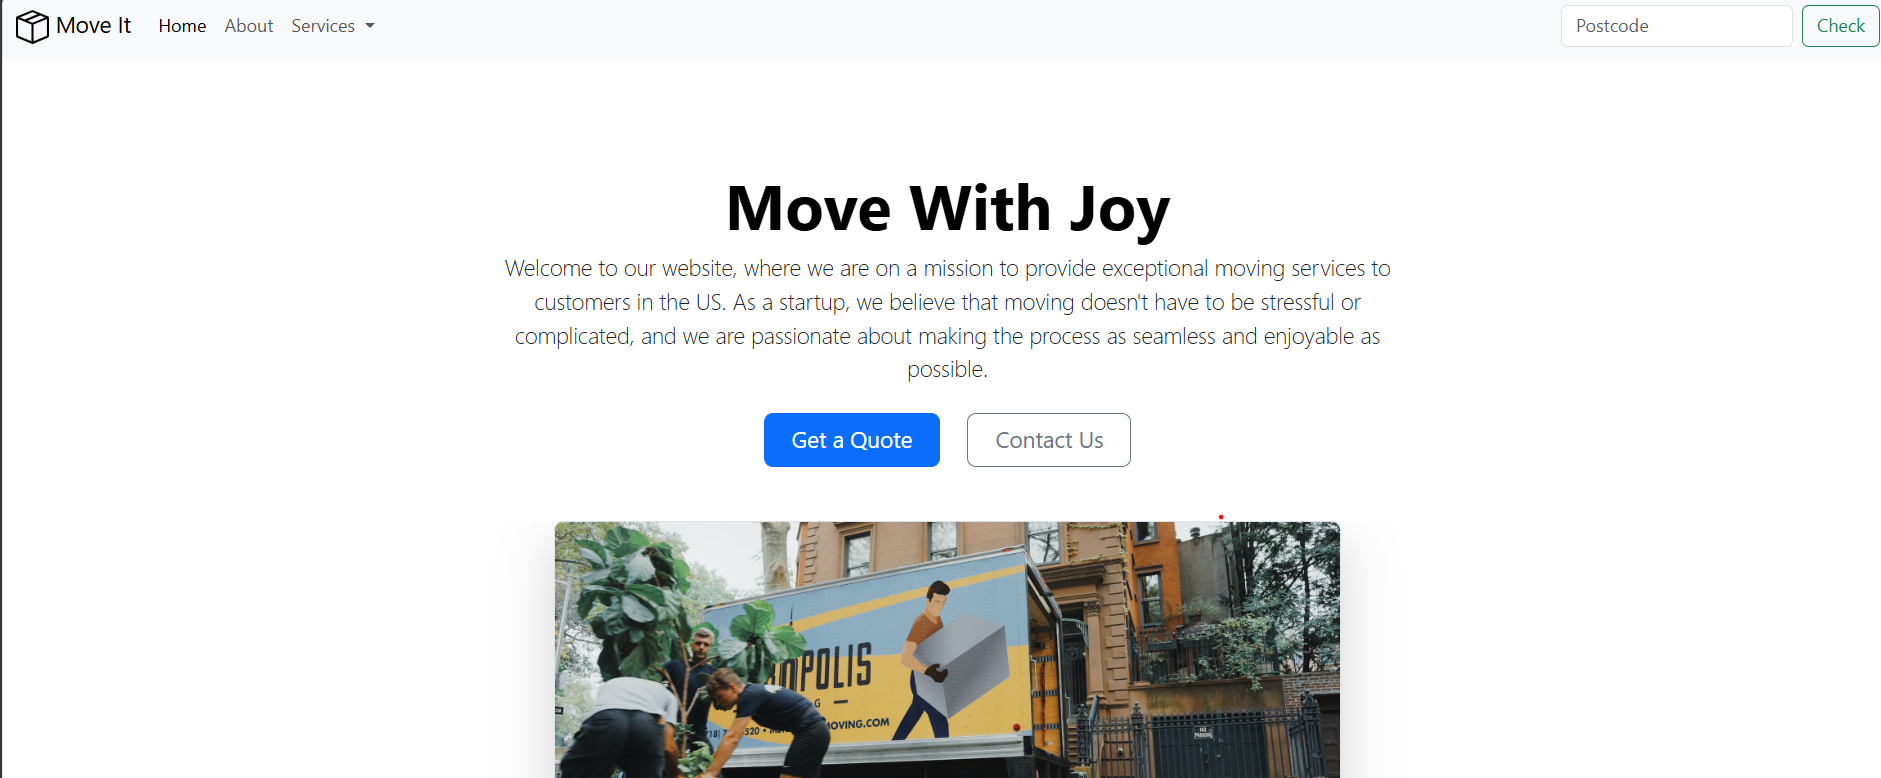 Move It
Home
About
Services
Postcode
Check
Move With Joy
Welcome to our website, where we are on a mission to provide exceptional moving services to
customers in the US. As a startup, we believe that moving doesn't have to be stressful or
complicated, and we are passionate about making the process as seamless and enjoyable as
possible.
Get a Quote
Contact Us
POLIS
G
520 •
MOVING.COM
NO
PARKING